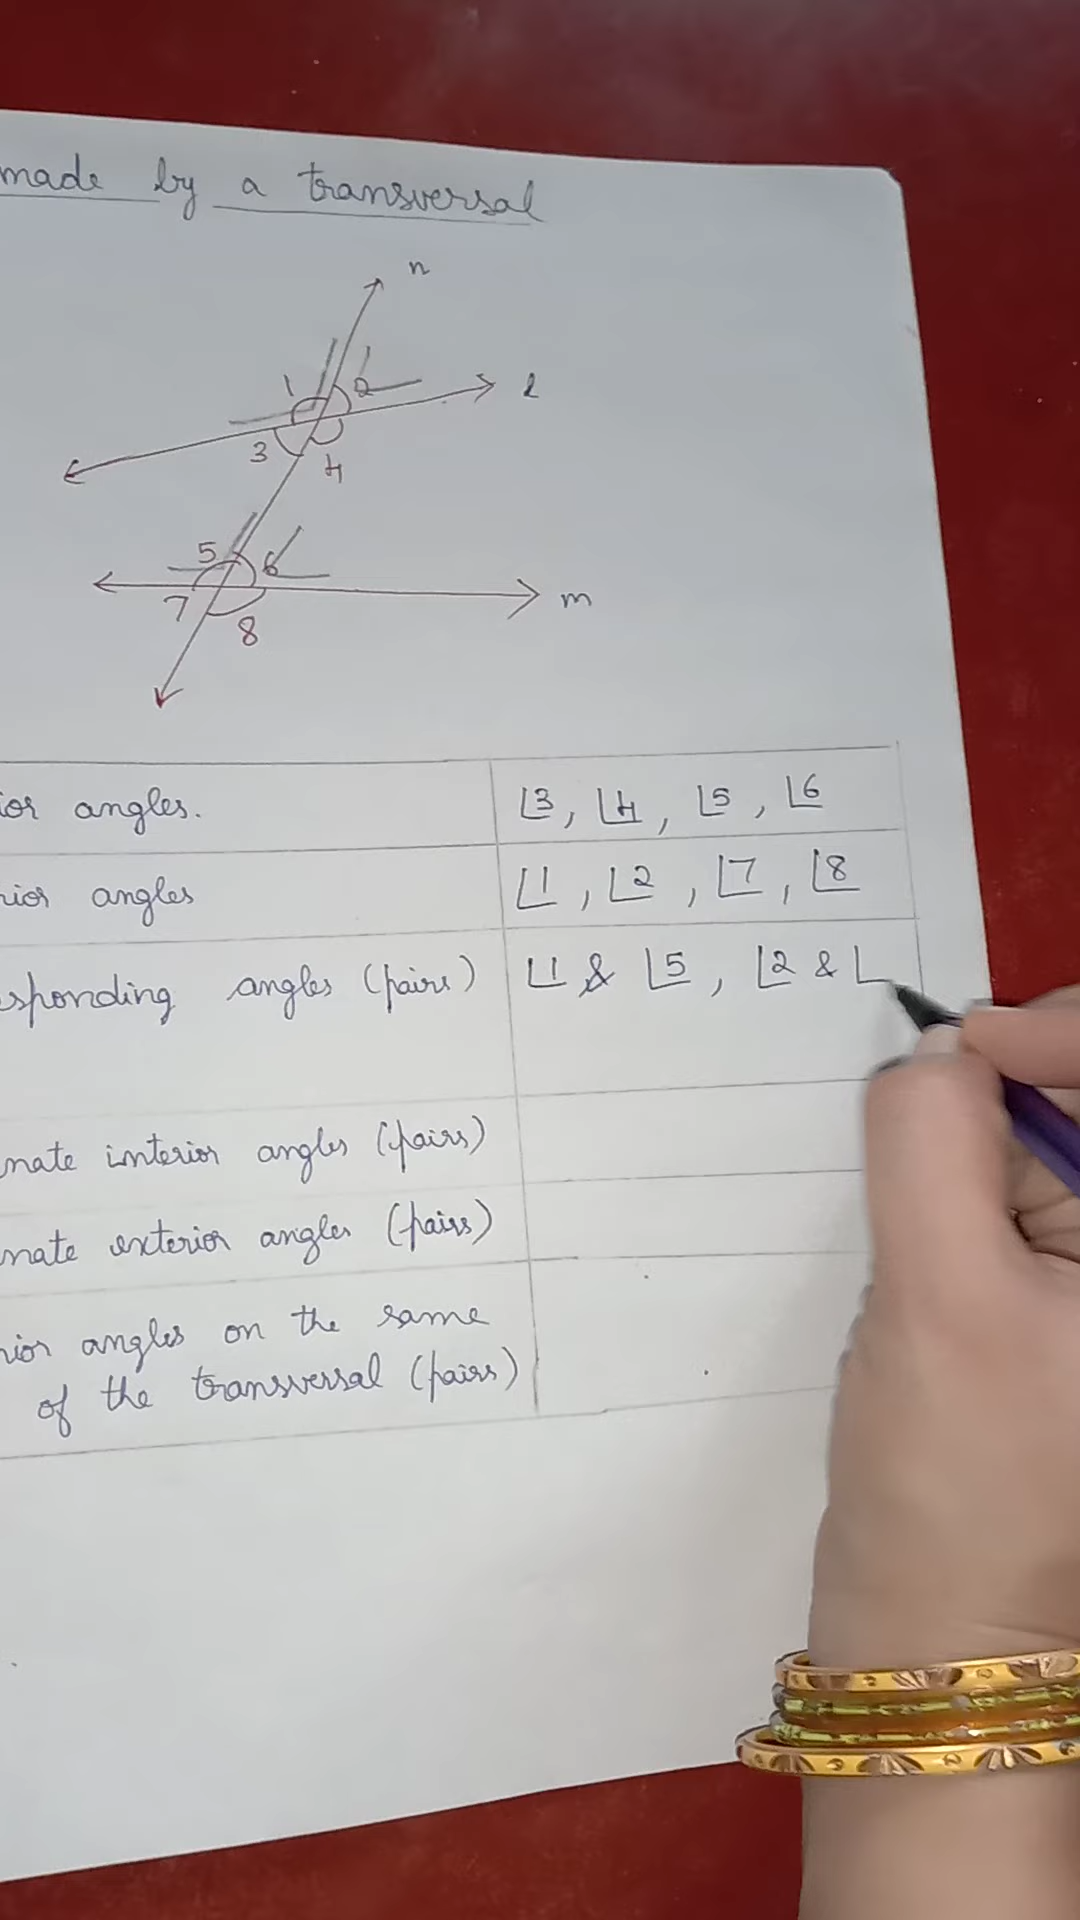 made by a transversal
n
1 2 l
3 4
5 6
7 8 m
ior angles. ∠3, ∠4, ∠5, ∠6
rior angles ∠1, ∠2, ∠7, ∠8
sponding angles (pairs) ∠1 & ∠5, ∠2 & ∠
nate interior angles (pairs)
nate exterior angles (pairs)
rior angles on the same
of the transversal (pairs)